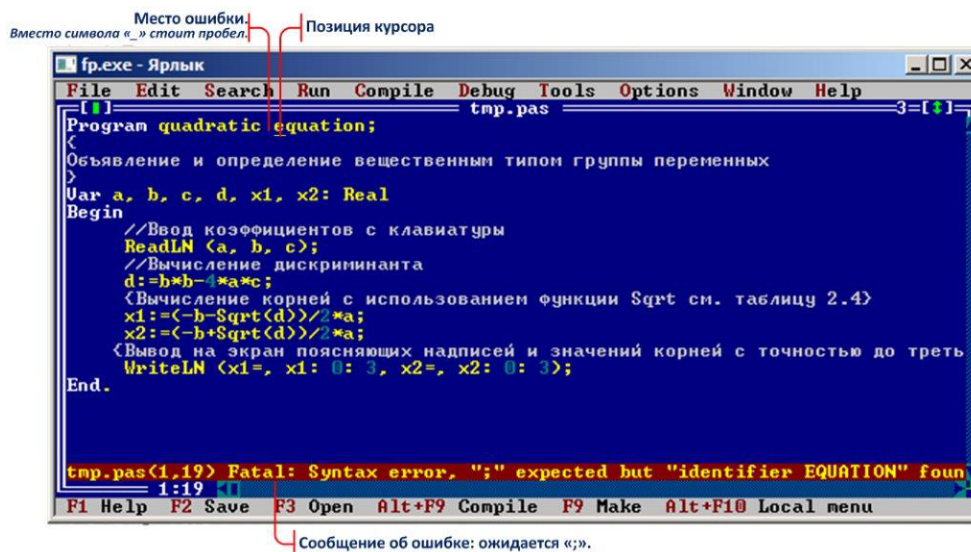 Место ошибки.
Вместо символа «_» стоит пробел.
Позиция курсора
fp.exe - Ярлык
File Edit Search Run Compile Debug Tools Options Window Help
tmp.pas 3
Program quadratic equation;
{
Объявление и определение вещественным типом группы переменных
}
Var a, b, c, d, x1, x2: Real
Begin
//Ввод коэффициентов с клавиатуры
ReadLN (a, b, c);
//Вычисление дискриминанта
d:=b*b-4*a*c;
{Вычисление корней с использованием функции Sqrt см. таблицу 2.4}
x1:=(-b-Sqrt(d))/2*a;
x2:=(-b+Sqrt(d))/2*a;
{Вывод на экран поясняющих надписей и значений корней с точностью до треть
WriteLN (x1=, x1: 0: 3, x2=, x2: 0: 3);
End.
tmp.pas(1,19) Fatal: Syntax error, ";" expected but "identifier EQUATION" foun
1:19
F1 Help F2 Save F3 Open Alt+F9 Compile F9 Make Alt+F10 Local menu
Сообщение об ошибке: ожидается «;».